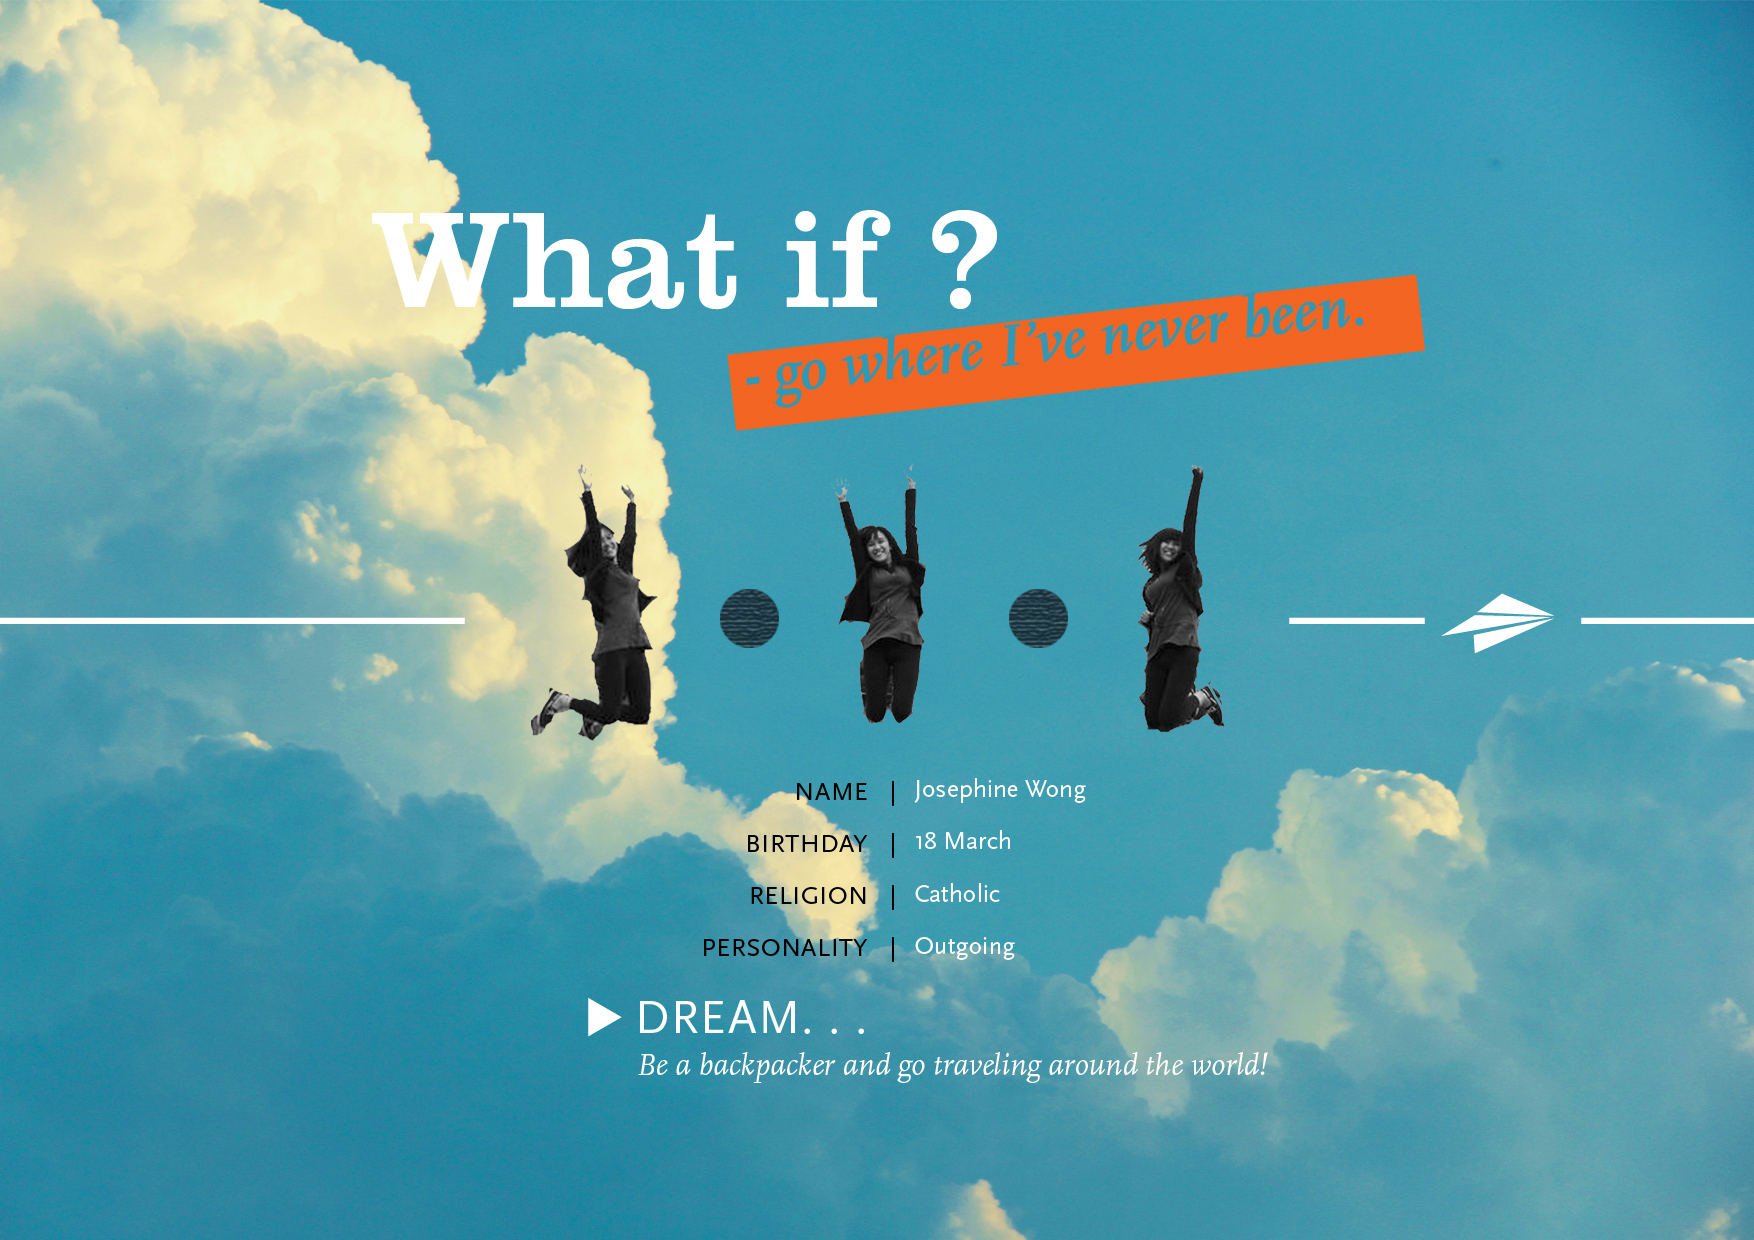 What if ?
- go where I've never been.
NAME | Josephine Wong
BIRTHDAY | 18 March
RELIGION | Catholic
PERSONALITY | Outgoing
DREAM. . .
Be a backpacker and go traveling around the world!